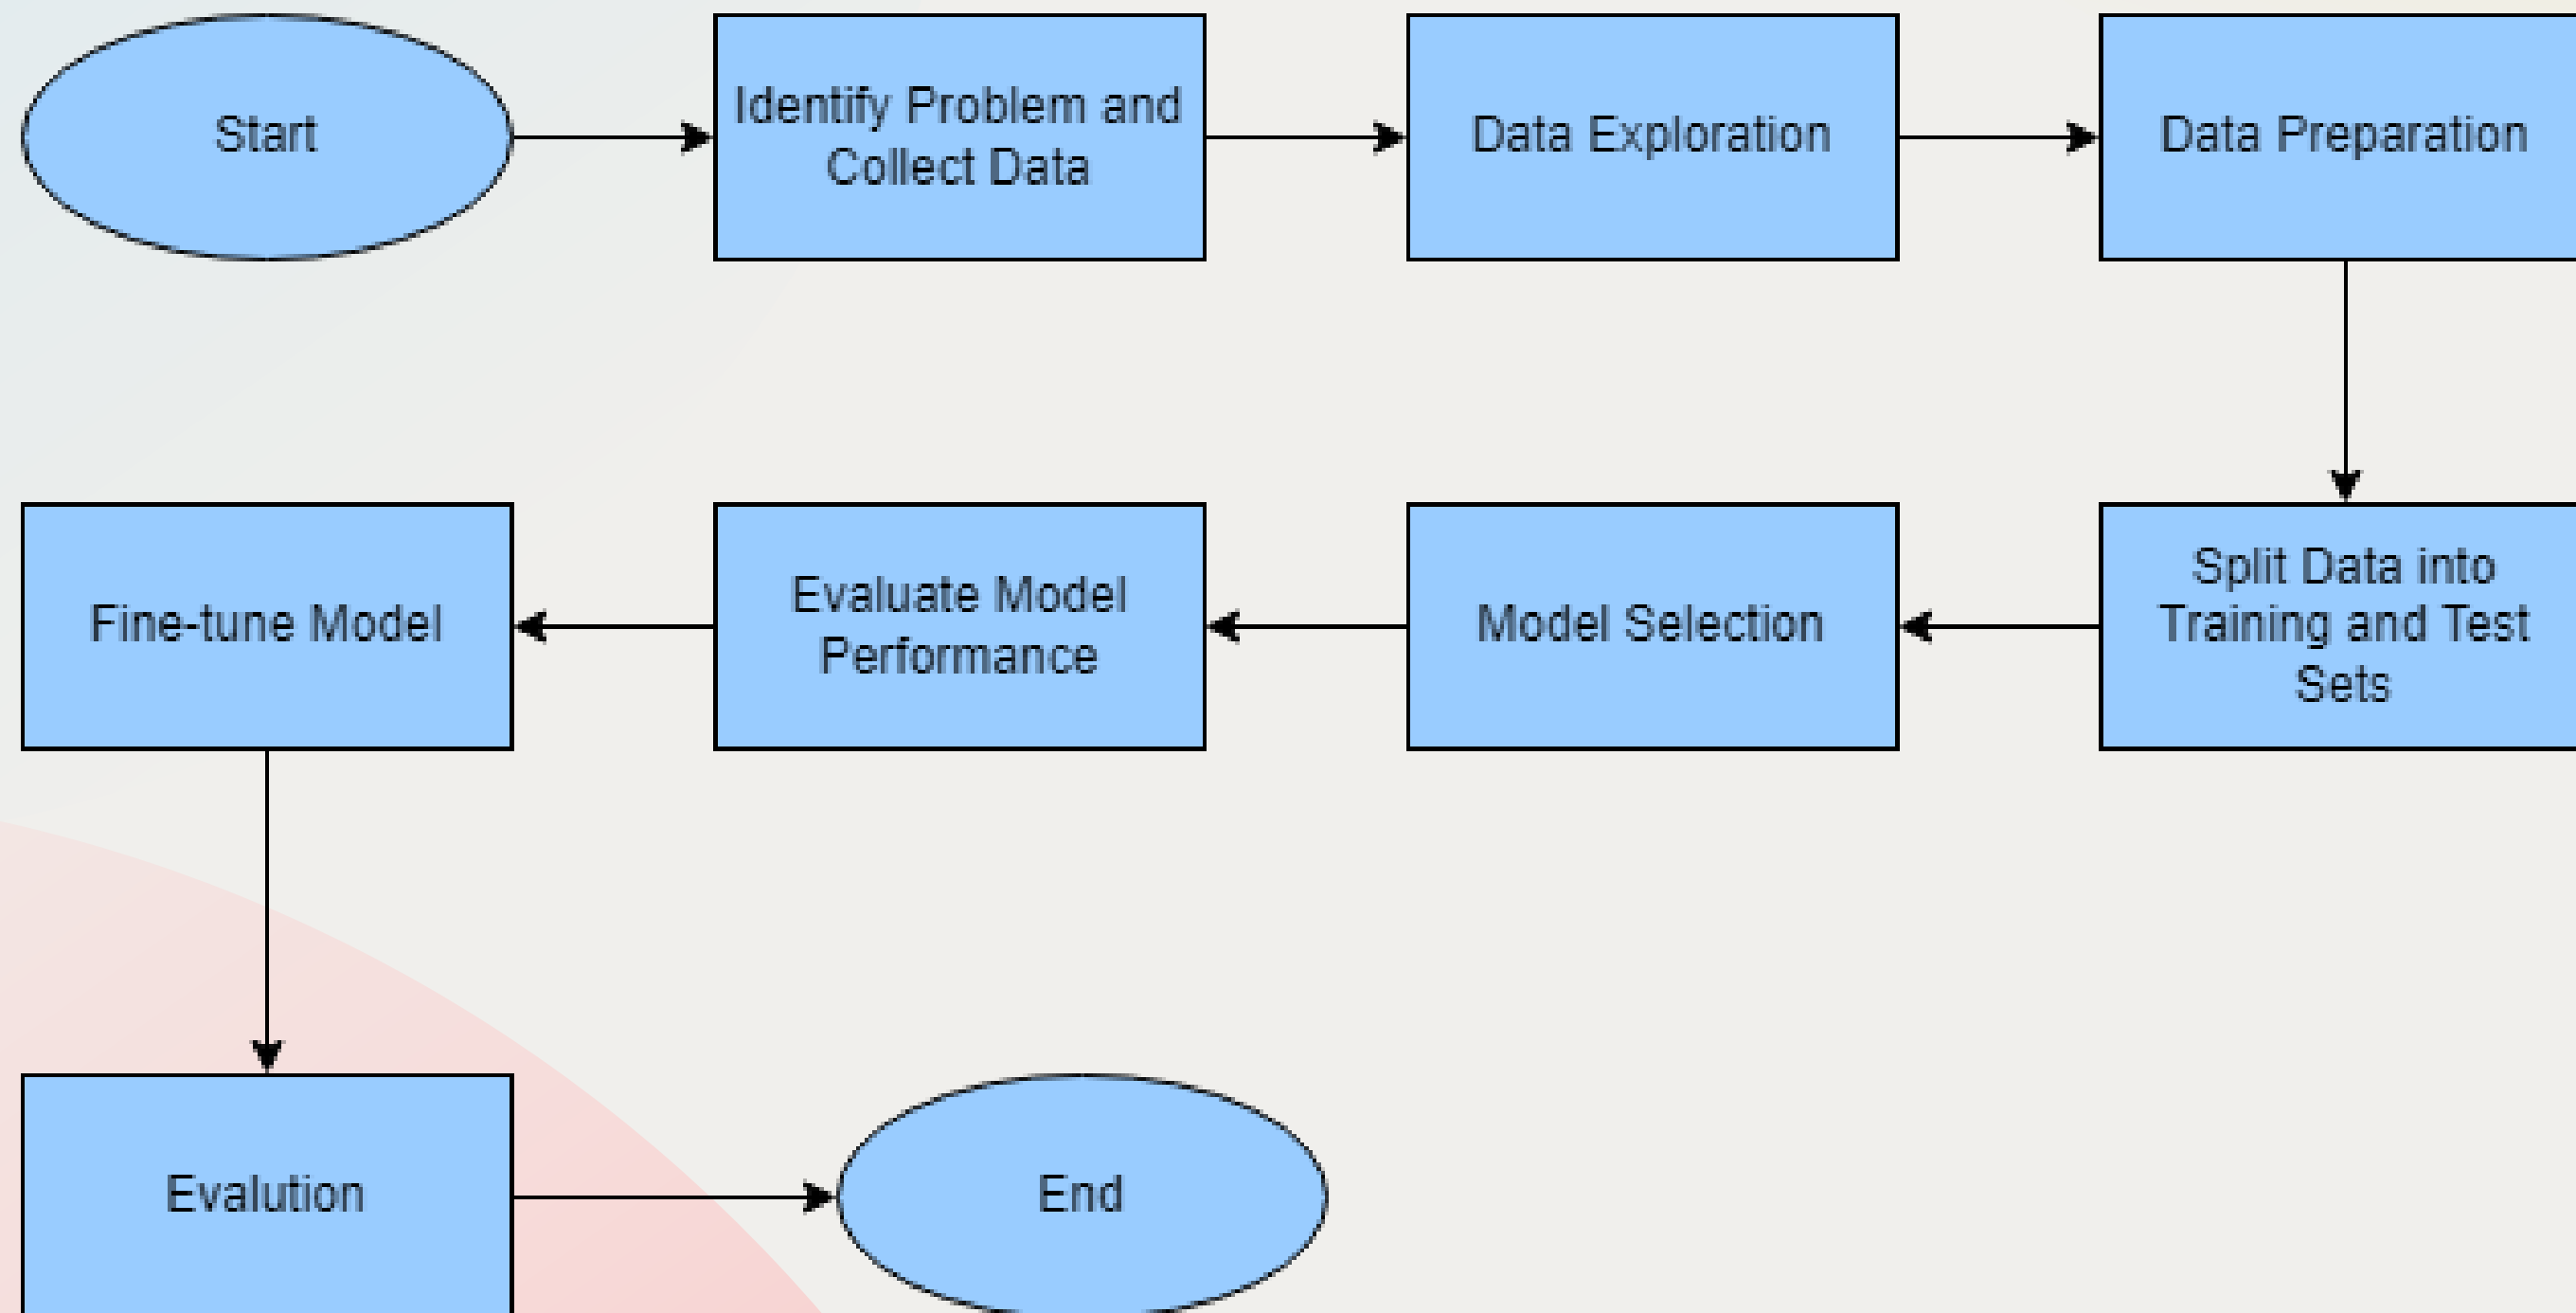 Start
Identify Problem and
Collect Data
Data Exploration
Data Preparation
Split Data into
Training and Test
Sets
Model Selection
Evaluate Model
Performance
Fine-tune Model
Evalution
End